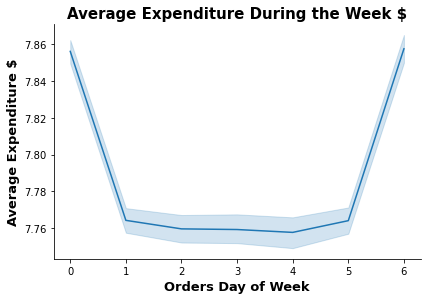 Average Expenditure During the Week $
7.86
7.84
7.82
7.80
7.78
7.76
Average Expenditure $
0 1 2 3 4 5 6
Orders Day of Week